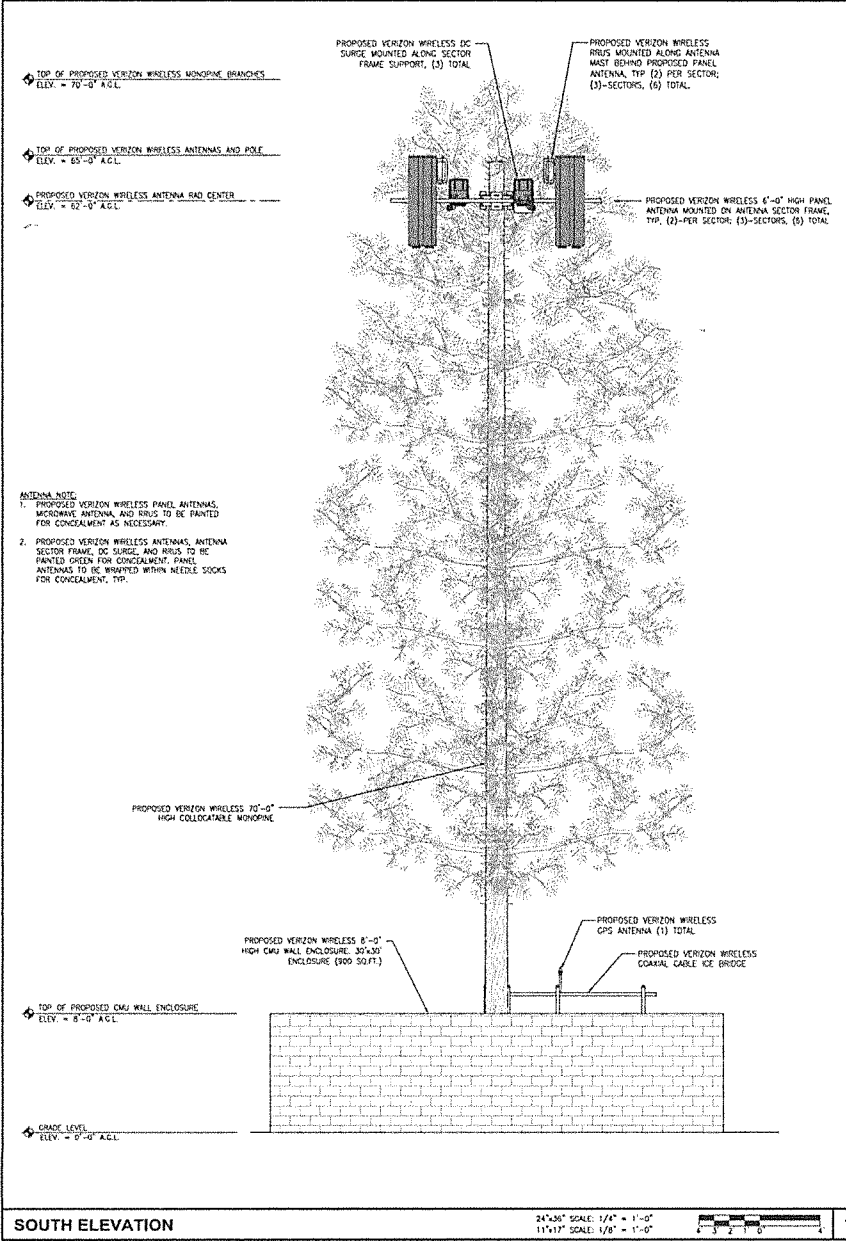 PROPOSED VERIZON WIRELESS DC
SURGE MOUNTED ALONG SECTOR
FRAME SUPPORT, (3) TOTAL
PROPOSED VERIZON WIRELESS
RRUS MOUNTED ALONG ANTENNA
MAST BEHIND PROPOSED PANEL
ANTENNA, TYP (2) PER SECTOR;
(3)-SECTORS, (6) TOTAL.
TOP OF PROPOSED VERIZON WIRELESS MONOPINE BRANCHES
ELEV. = 70'-0" A.G.L.
TOP OF PROPOSED VERIZON WIRELESS ANTENNAS AND POLE
ELEV. = 65'-0" A.G.L.
PROPOSED VERIZON WIRELESS ANTENNA RAD CENTER
ELEV. = 62'-0" A.G.L.
PROPOSED VERIZON WIRELESS 6'-0" HIGH PANEL
ANTENNA MOUNTED ON ANTENNA SECTOR FRAME,
TYP. (2)-PER SECTOR; (3)-SECTORS, (6) TOTAL
ANTENNA NOTE:
1. PROPOSED VERIZON WIRELESS PANEL ANTENNAS,
MICROWAVE ANTENNA, AND RRUS TO BE PAINTED
FOR CONCEALMENT AS NECESSARY.
2. PROPOSED VERIZON WIRELESS ANTENNAS, ANTENNA
SECTOR FRAME, DC SURGE, AND RRUS TO BE
PAINTED GREEN FOR CONCEALMENT. PANEL
ANTENNAS TO BE WRAPPED WITHIN NEEDLE SOCKS
FOR CONCEALMENT, TYP.
PROPOSED VERIZON WIRELESS 70'-0"
HIGH COLLOCATABLE MONOPINE
PROPOSED VERIZON WIRELESS 8'-0"
HIGH CMU WALL ENCLOSURE. 30'x30'
ENCLOSURE (900 SQ.FT.)
PROPOSED VERIZON WIRELESS
GPS ANTENNA (1) TOTAL
PROPOSED VERIZON WIRELESS
COAXIAL CABLE ICE BRIDGE
TOP OF PROPOSED CMU WALL ENCLOSURE
ELEV. = 8'-0" A.G.L.
GRADE LEVEL
ELEV. = 0'-0" A.G.L.
SOUTH ELEVATION
24"x36" SCALE: 1/4" = 1'-0"
11"x17" SCALE: 1/8" = 1'-0"
4' 3' 2' 1' 0' 4'